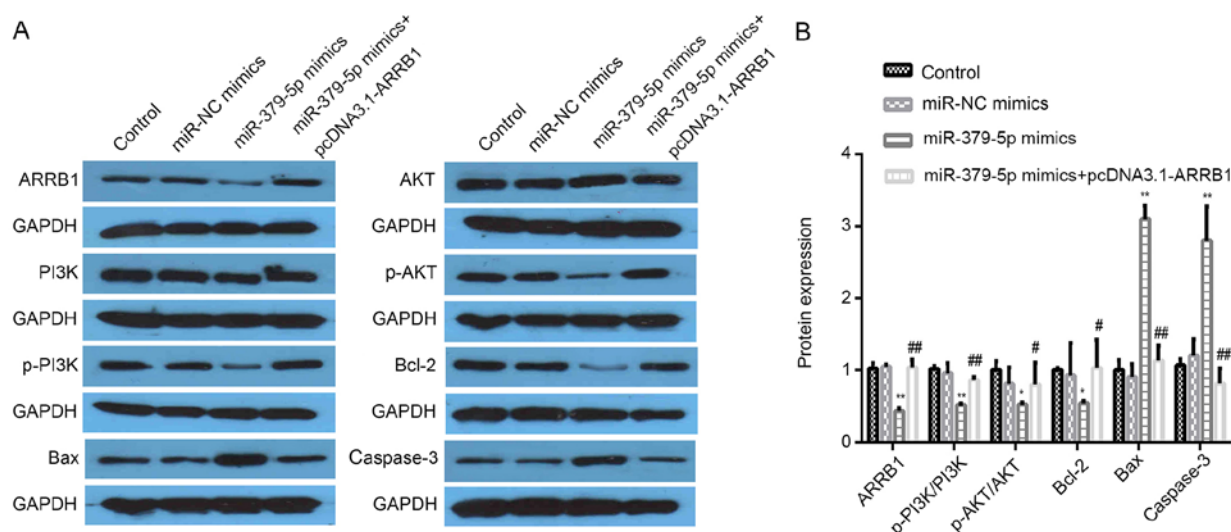 A
Control
miR-NC mimics
miR-379-5p mimics
miR-379-5p mimics+
pcDNA3.1-ARRB1
Control
miR-NC mimics
miR-379-5p mimics
miR-379-5p mimics+
pcDNA3.1-ARRB1
ARRB1
GAPDH
PI3K
GAPDH
p-PI3K
GAPDH
Bax
GAPDH
AKT
GAPDH
p-AKT
GAPDH
Bcl-2
GAPDH
Caspase-3
GAPDH
B
Control
miR-NC mimics
miR-379-5p mimics
miR-379-5p mimics+pcDNA3.1-ARRB1
Protein expression
4
3
2
1
0
**
##
**
##
*
#
*
#
**
##
**
##
ARRB1
p-PI3K/PI3K
p-AKT/AKT
Bcl-2
Bax
Caspase-3